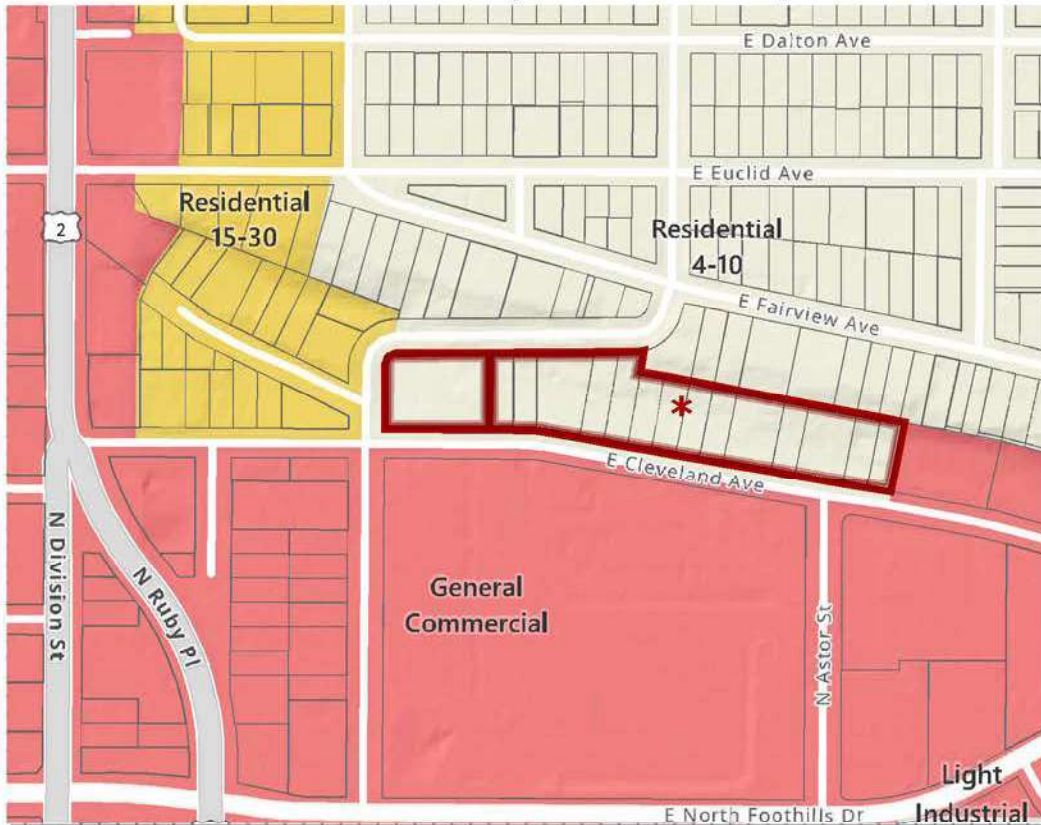 E Dalton Ave
E Euclid Ave
2
Residential
15-30
Residential
4-10
E Fairview Ave
*
E Cleveland Ave
N Division St
N Ruby Pl
General
Commercial
N Astor St
Light
Industrial
E North Foothills Dr